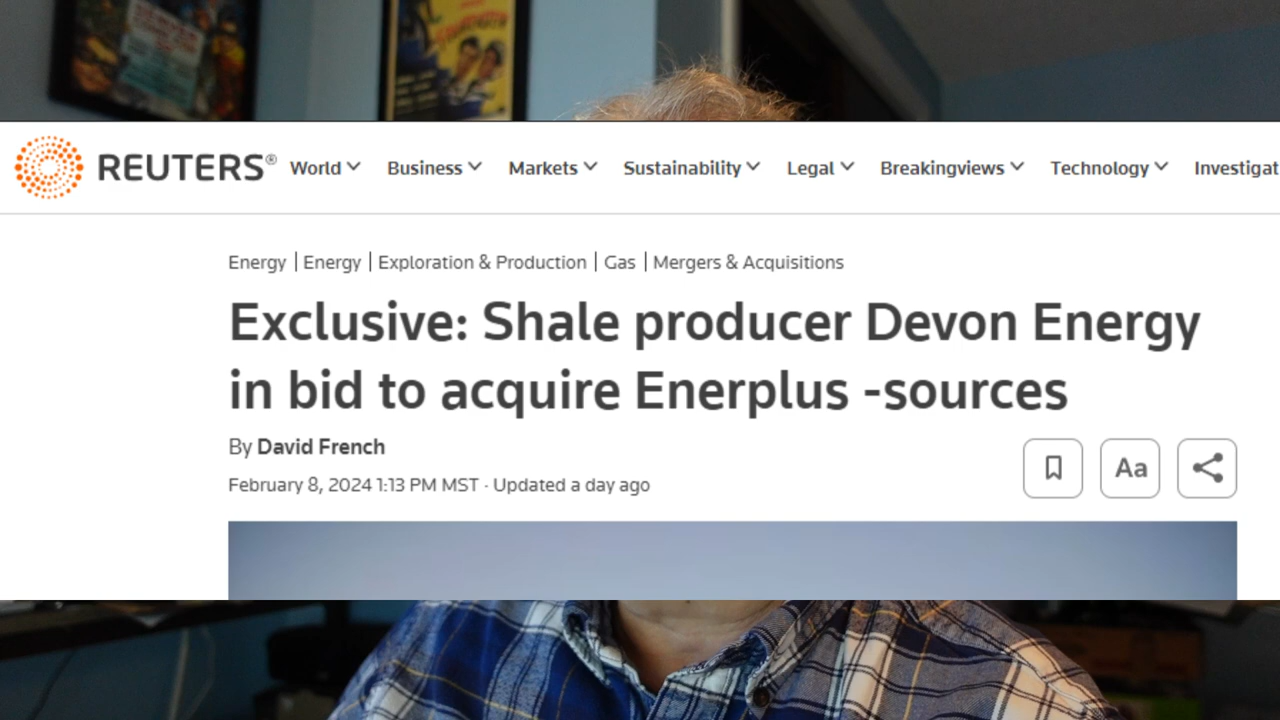 REUTERS®
World
Business
Markets
Sustainability
Legal
Breakingviews
Technology
Investigat
Energy | Energy | Exploration & Production | Gas | Mergers & Acquisitions
Exclusive: Shale producer Devon Energy
in bid to acquire Enerplus -sources
By David French
Aa
February 8, 2024 1:13 PM MST · Updated a day ago